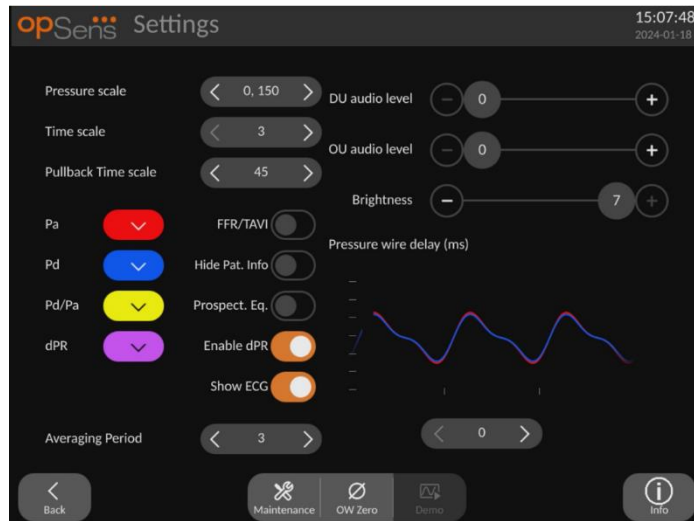 opSens Settings
15:07:48
2024-01-18
Pressure scale 0, 150
Time scale 3
Pullback Time scale 45
DU audio level 0
OU audio level 0
Brightness 7
Pa
Pd
Pd/Pa
dPR
FFR/TAVI
Hide Pat. Info
Prospect. Eq.
Enable dPR
Show ECG
Pressure wire delay (ms)
0
Averaging Period 3
Back
Maintenance
OW Zero
Demo
Info